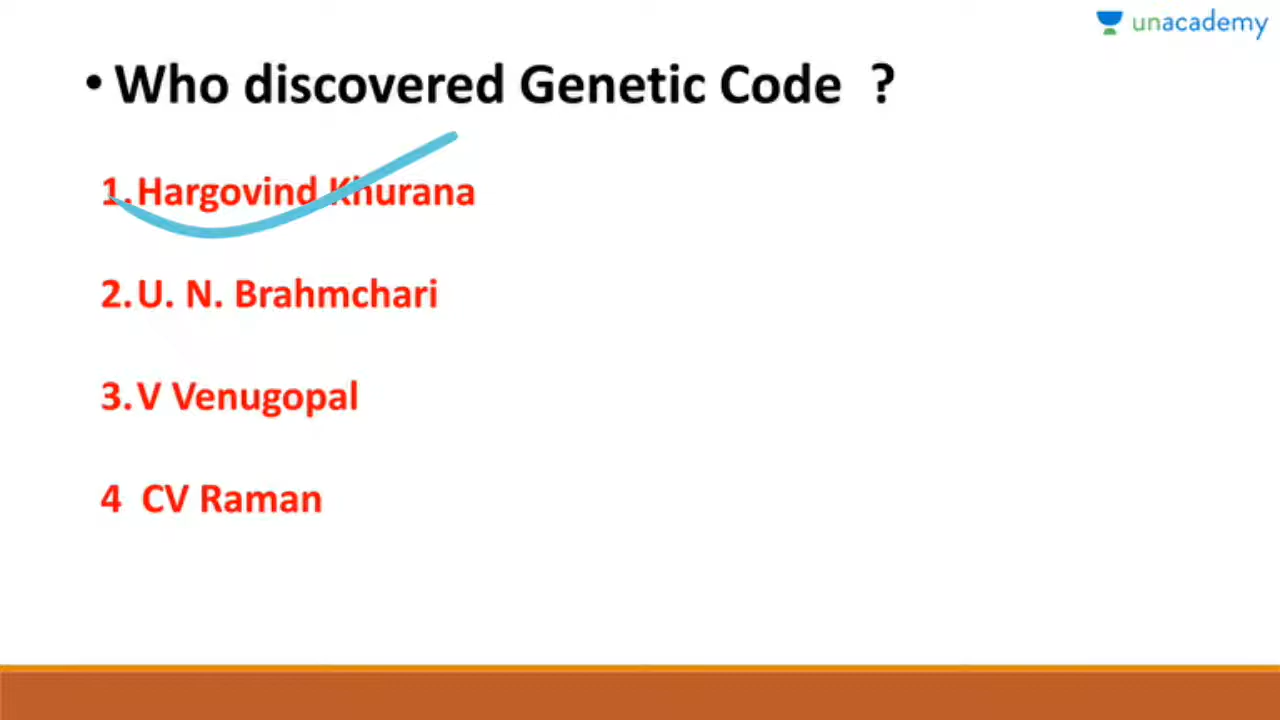 unacademy
• Who discovered Genetic Code ?
1. Hargovind Khurana
2. U. N. Brahmchari
3. V Venugopal
4 CV Raman